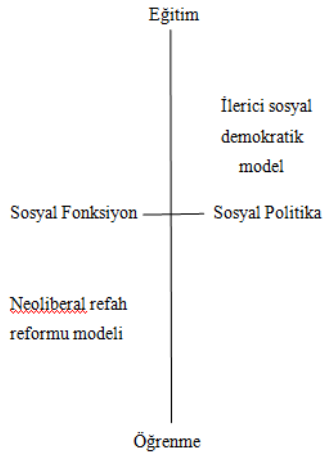 Eğitim
İlerici sosyal
demokratik
model
Sosyal Fonksiyon
Sosyal Politika
Neoliberal refah
reformu modeli
Öğrenme